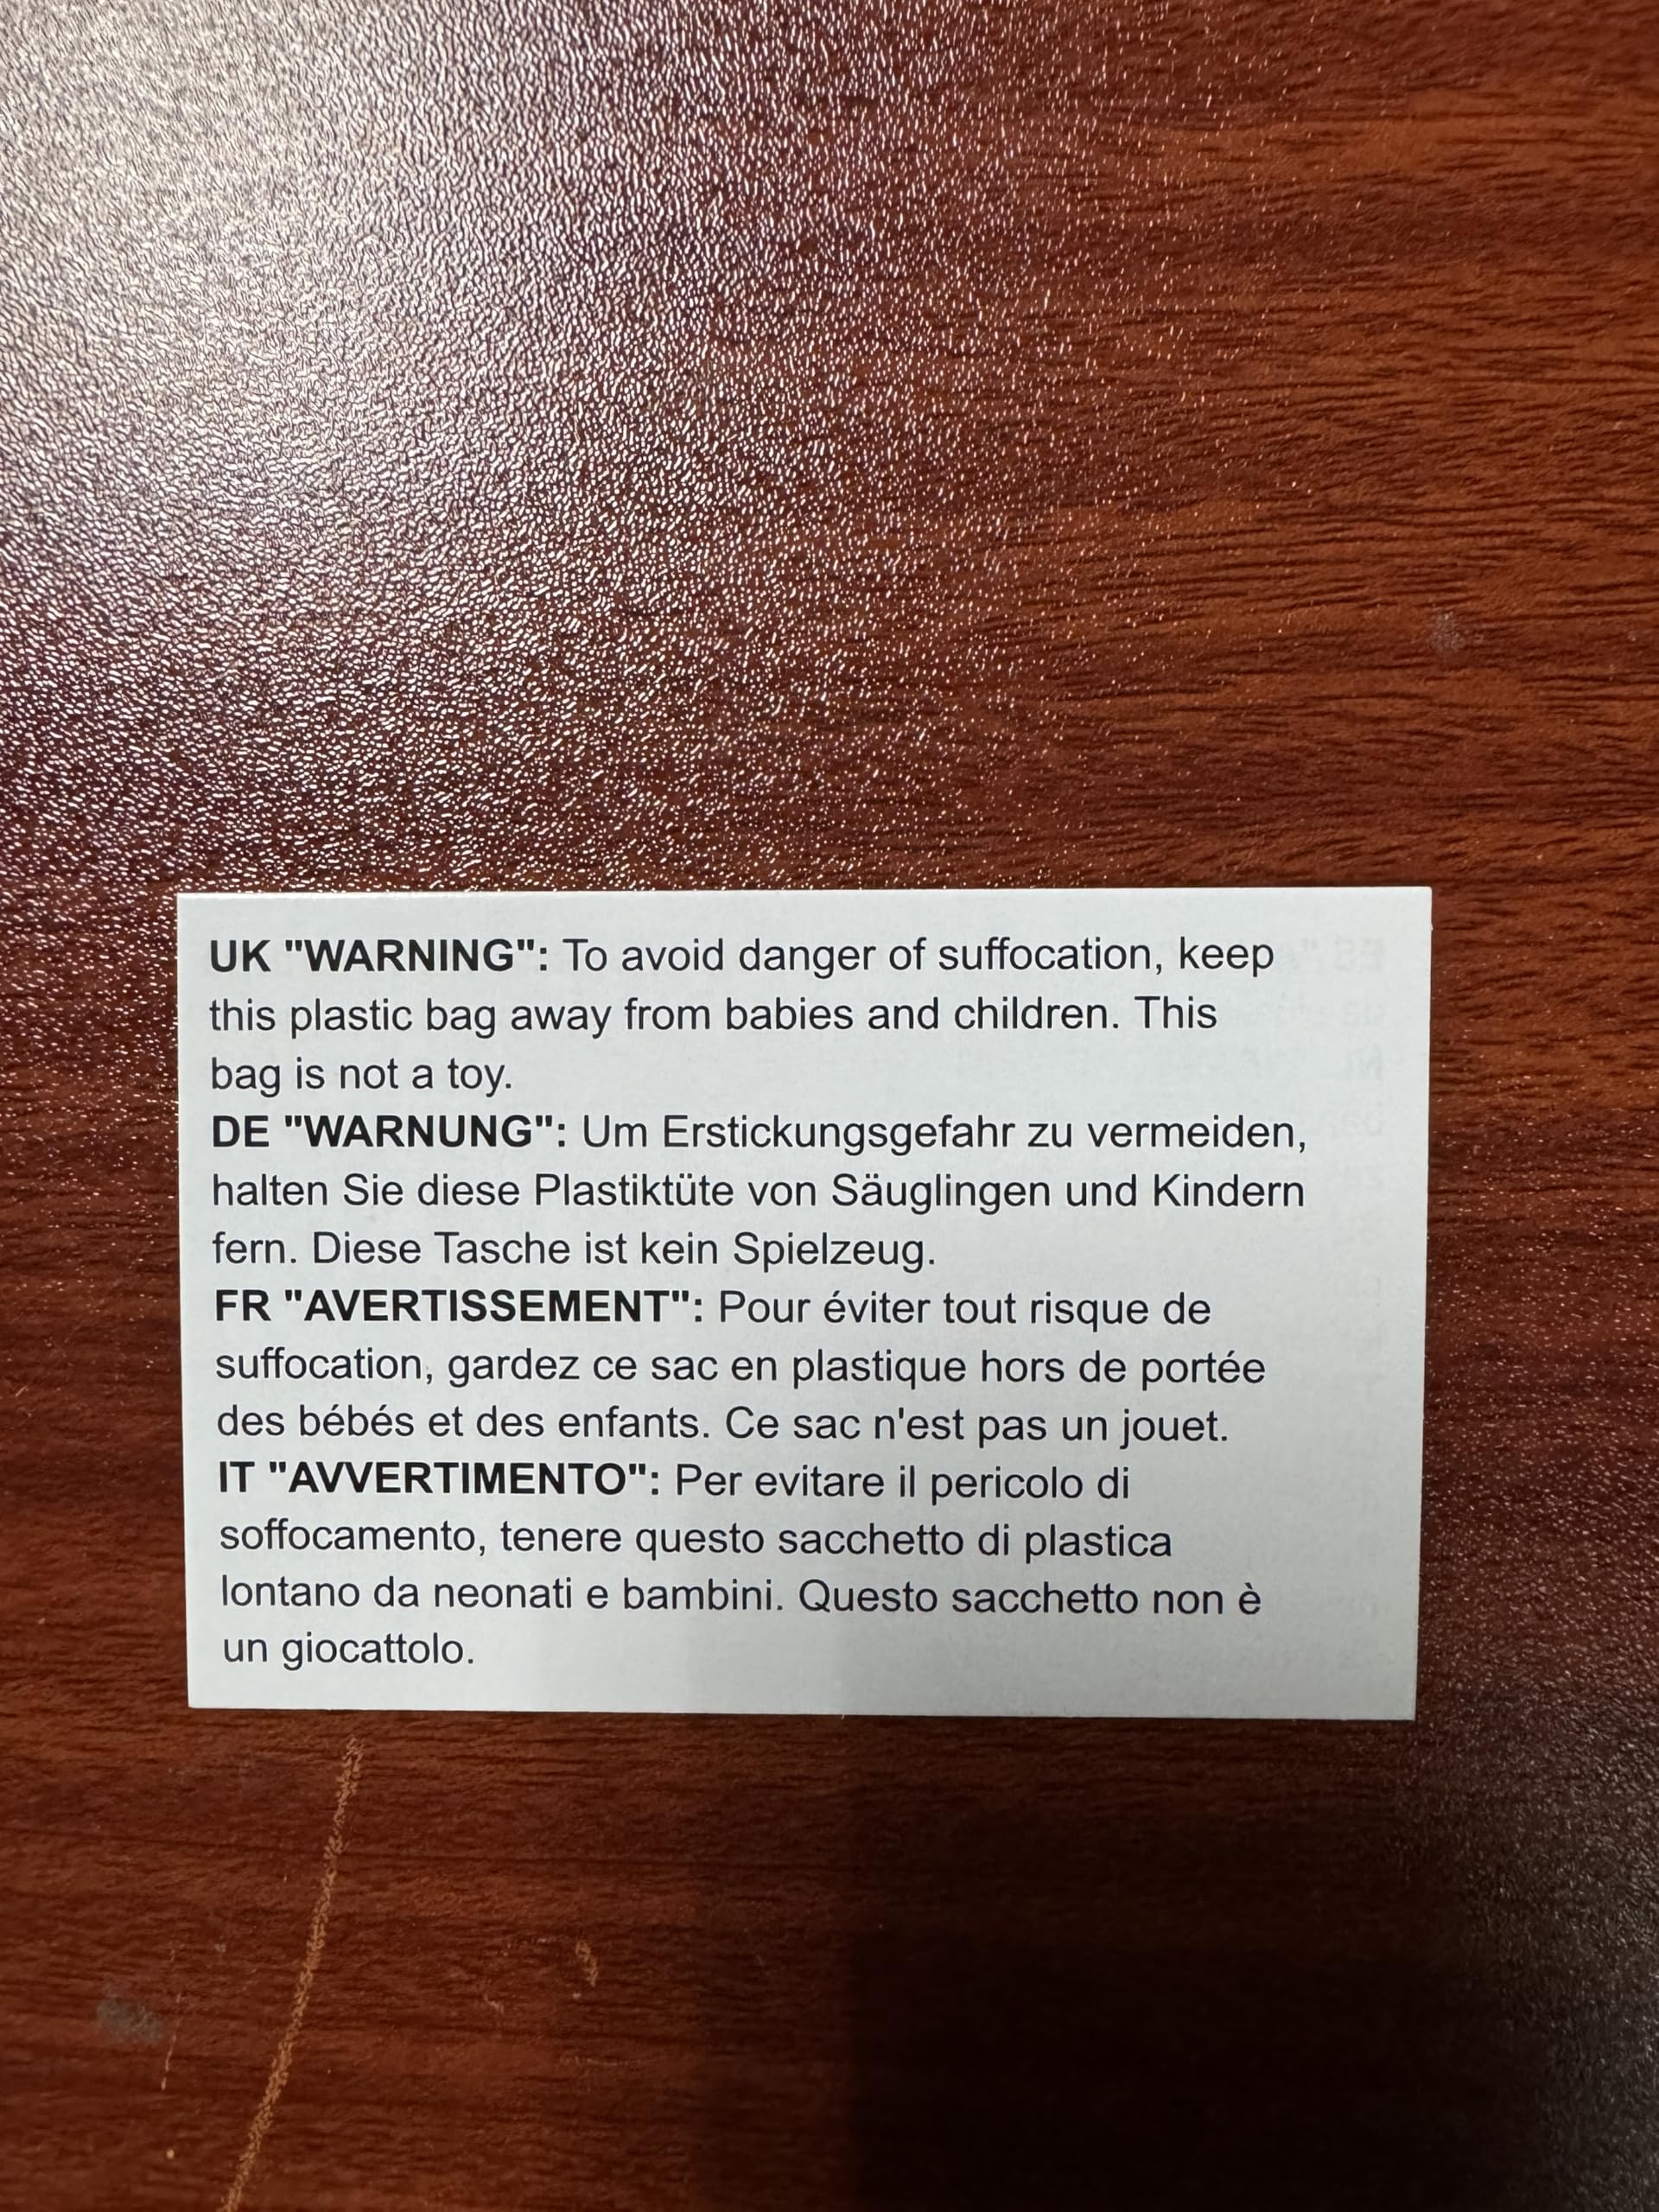 UK "WARNING": To avoid danger of suffocation, keep
this plastic bag away from babies and children. This
bag is not a toy.
DE "WARNUNG": Um Erstickungsgefahr zu vermeiden,
halten Sie diese Plastiktüte von Säuglingen und Kindern
fern. Diese Tasche ist kein Spielzeug.
FR "AVERTISSEMENT": Pour éviter tout risque de
suffocation, gardez ce sac en plastique hors de portée
des bébés et des enfants. Ce sac n'est pas un jouet.
IT "AVVERTIMENTO": Per evitare il pericolo di
soffocamento, tenere questo sacchetto di plastica
lontano da neonati e bambini. Questo sacchetto non è
un giocattolo.